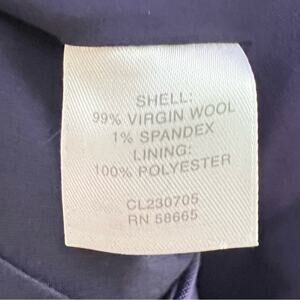 SHELL:
99% VIRGIN WOOL
1% SPANDEX
LINING:
100% POLYESTER
CL230705
RN 58665